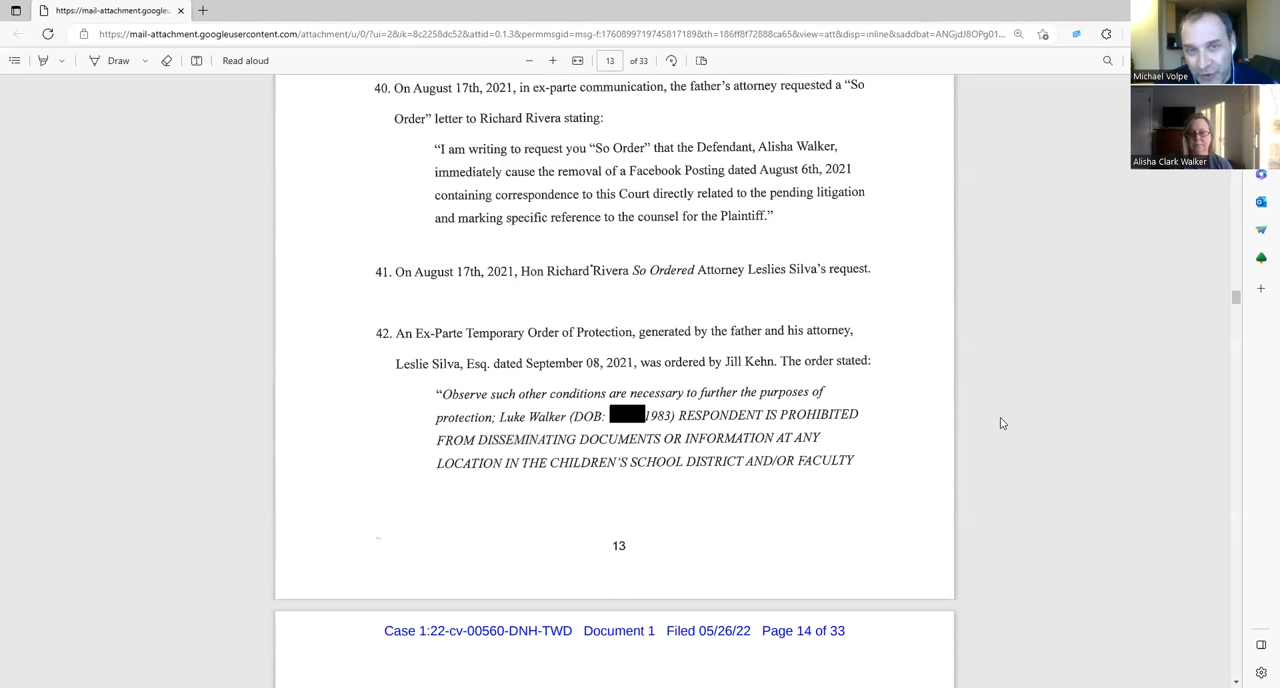 https://mail-attachment.googleu
https://mail-attachment.googleusercontent.com/attachment/u/0/?ui=2&ik=8c2258dc52&attid=0.1.3&permmsgid=msg-f:1760899719745817189&th=186ff8f72888ca65&view=att&disp=inline&saddbat=ANGjdJ8OPg01...
Draw
Read aloud
13 of 33
Michael Volpe
Alisha Clark Walker
40. On August 17th, 2021, in ex-parte communication, the father's attorney requested a “So
Order” letter to Richard Rivera stating:
“I am writing to request you “So Order” that the Defendant, Alisha Walker,
immediately cause the removal of a Facebook Posting dated August 6th, 2021
containing correspondence to this Court directly related to the pending litigation
and marking specific reference to the counsel for the Plaintiff.”
41. On August 17th, 2021, Hon Richard Rivera So Ordered Attorney Leslies Silva's request.
42. An Ex-Parte Temporary Order of Protection, generated by the father and his attorney,
Leslie Silva, Esq. dated September 08, 2021, was ordered by Jill Kehn. The order stated:
“Observe such other conditions are necessary to further the purposes of
protection; Luke Walker (DOB: 1983) RESPONDENT IS PROHIBITED
FROM DISSEMINATING DOCUMENTS OR INFORMATION AT ANY
LOCATION IN THE CHILDREN'S SCHOOL DISTRICT AND/OR FACULTY
13
Case 1:22-cv-00560-DNH-TWD Document 1 Filed 05/26/22 Page 14 of 33